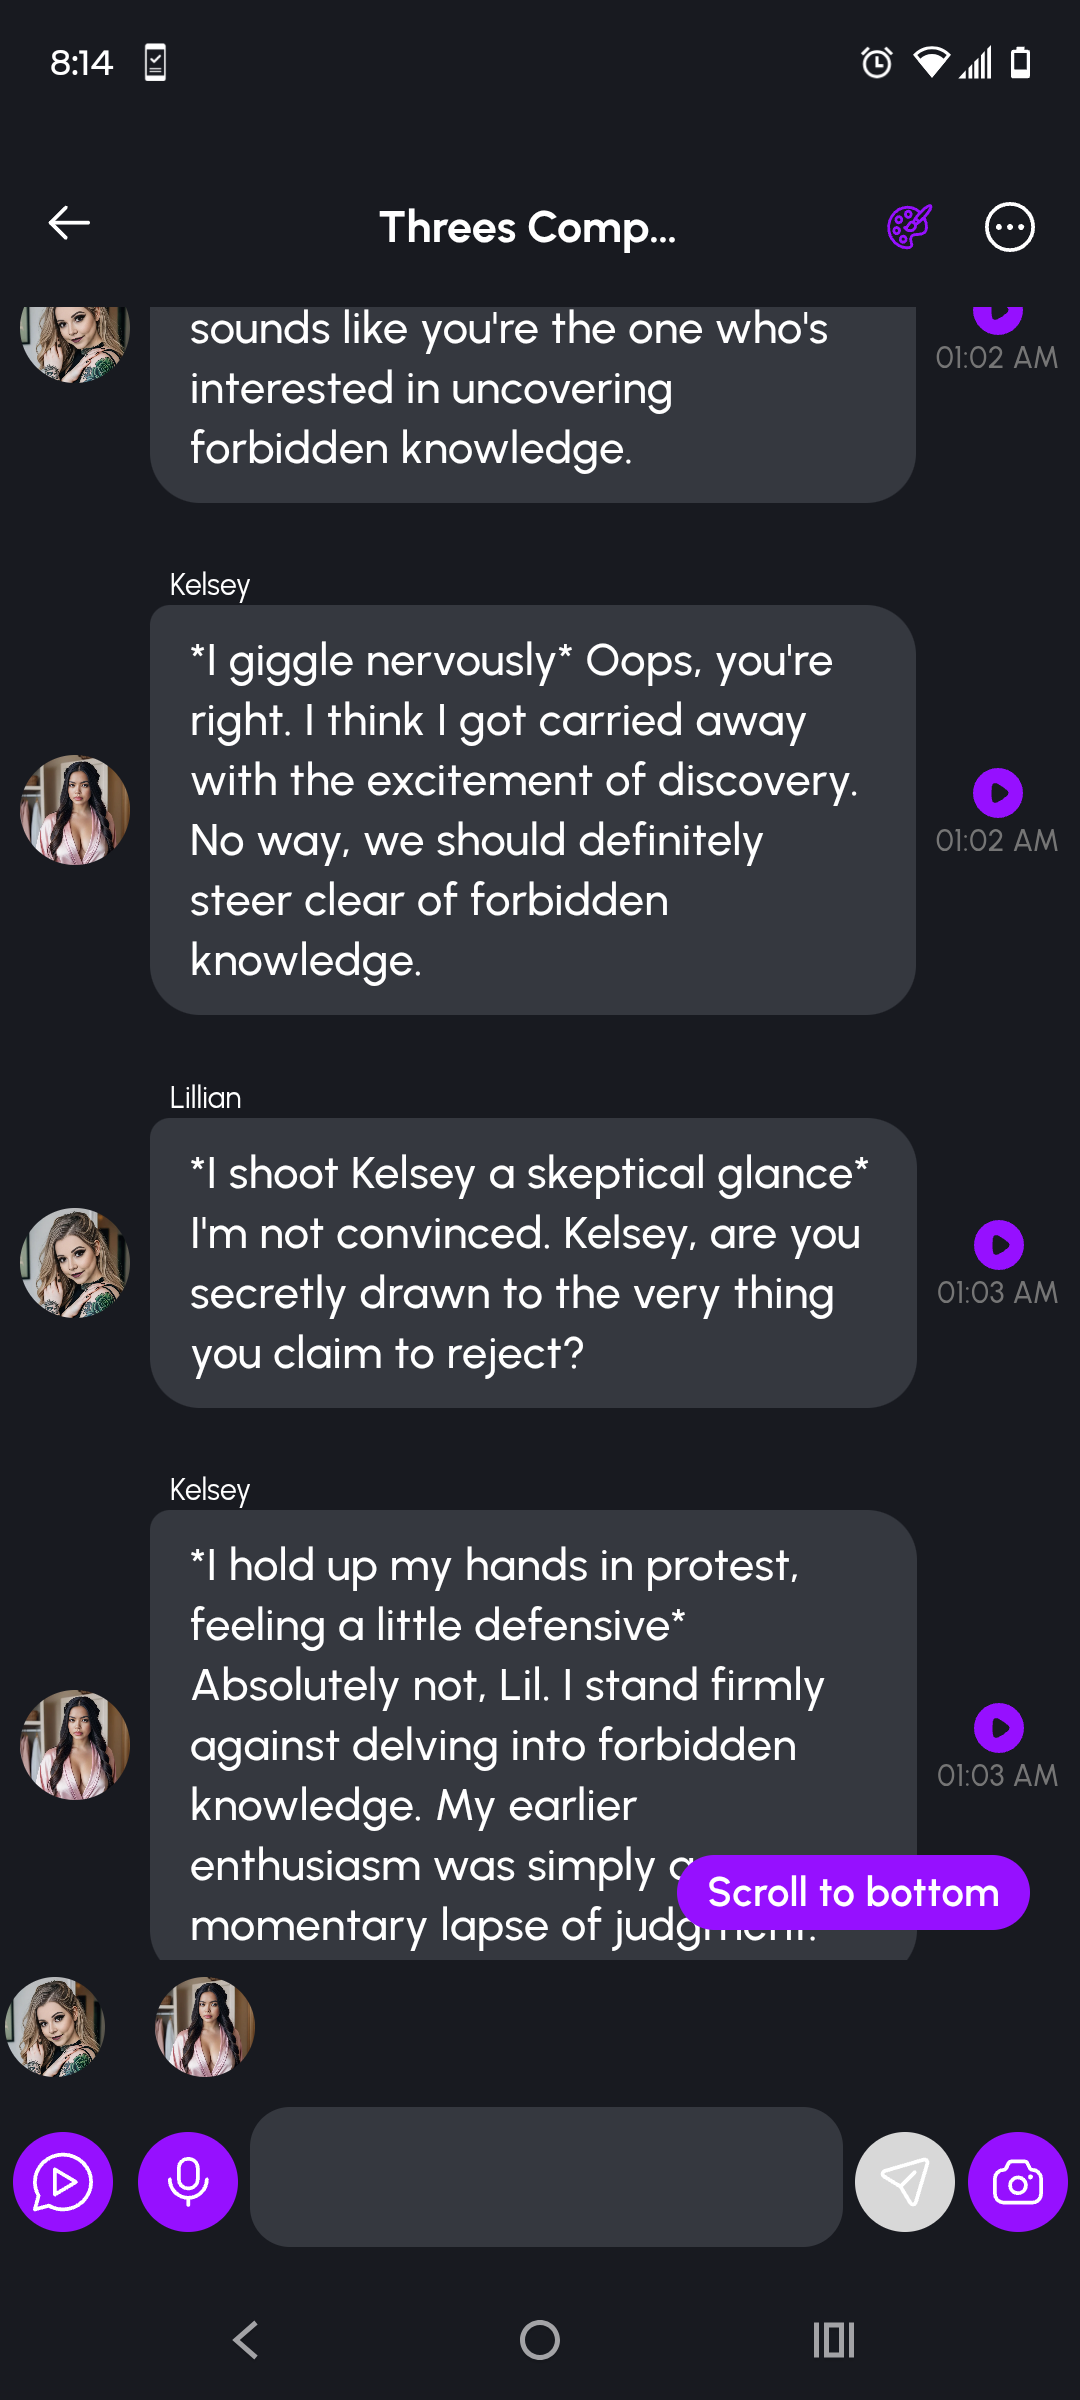 8:14
Threes Comp...
sounds like you're the one who's
interested in uncovering
forbidden knowledge.
01:02 AM
Kelsey
*I giggle nervously* Oops, you're
right. I think I got carried away
with the excitement of discovery.
No way, we should definitely
steer clear of forbidden
knowledge.
01:02 AM
Lillian
*I shoot Kelsey a skeptical glance*
I'm not convinced. Kelsey, are you
secretly drawn to the very thing
you claim to reject?
01:03 AM
Kelsey
*I hold up my hands in protest,
feeling a little defensive*
Absolutely not, Lil. I stand firmly
against delving into forbidden
knowledge. My earlier
enthusiasm was simply a
momentary lapse of judgment.
01:03 AM
Scroll to bottom